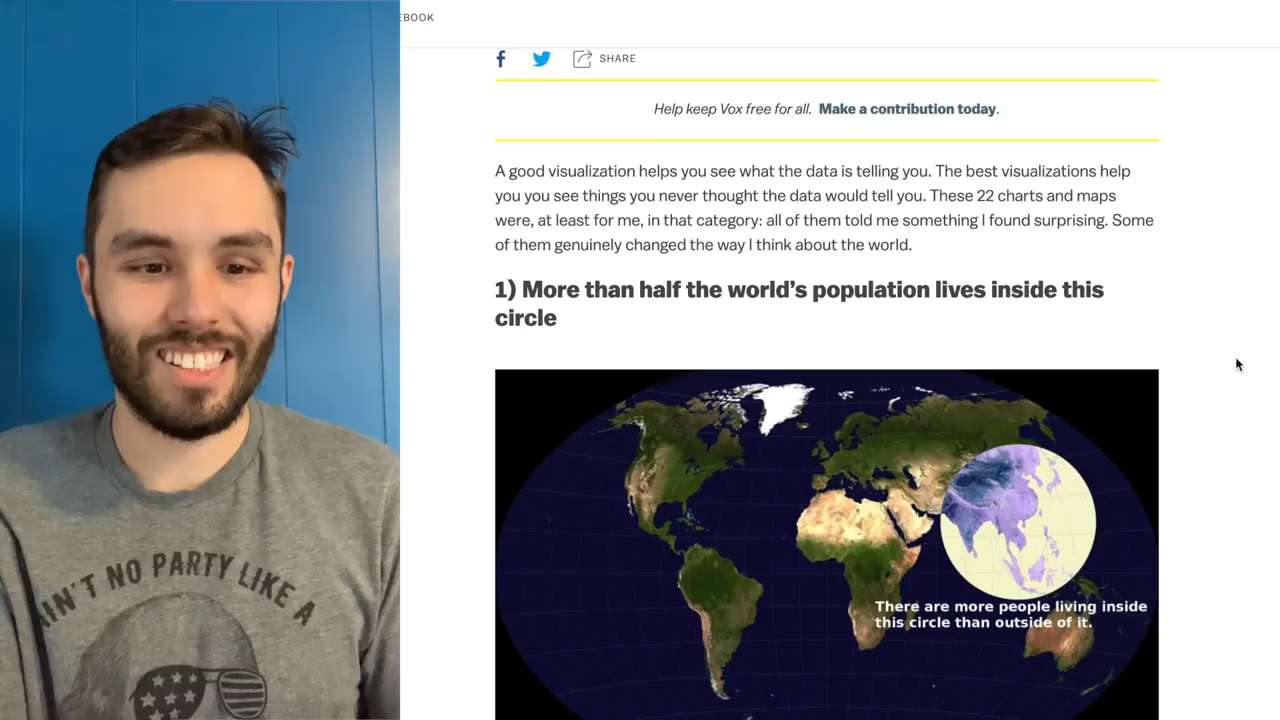 EBOOK
SHARE
Help keep Vox free for all. Make a contribution today.
A good visualization helps you see what the data is telling you. The best visualizations help
you you see things you never thought the data would tell you. These 22 charts and maps
were, at least for me, in that category: all of them told me something I found surprising. Some
of them genuinely changed the way I think about the world.
1) More than half the world's population lives inside this
circle
There are more people living inside
this circle than outside of it.
AIN'T NO PARTY LIKE A